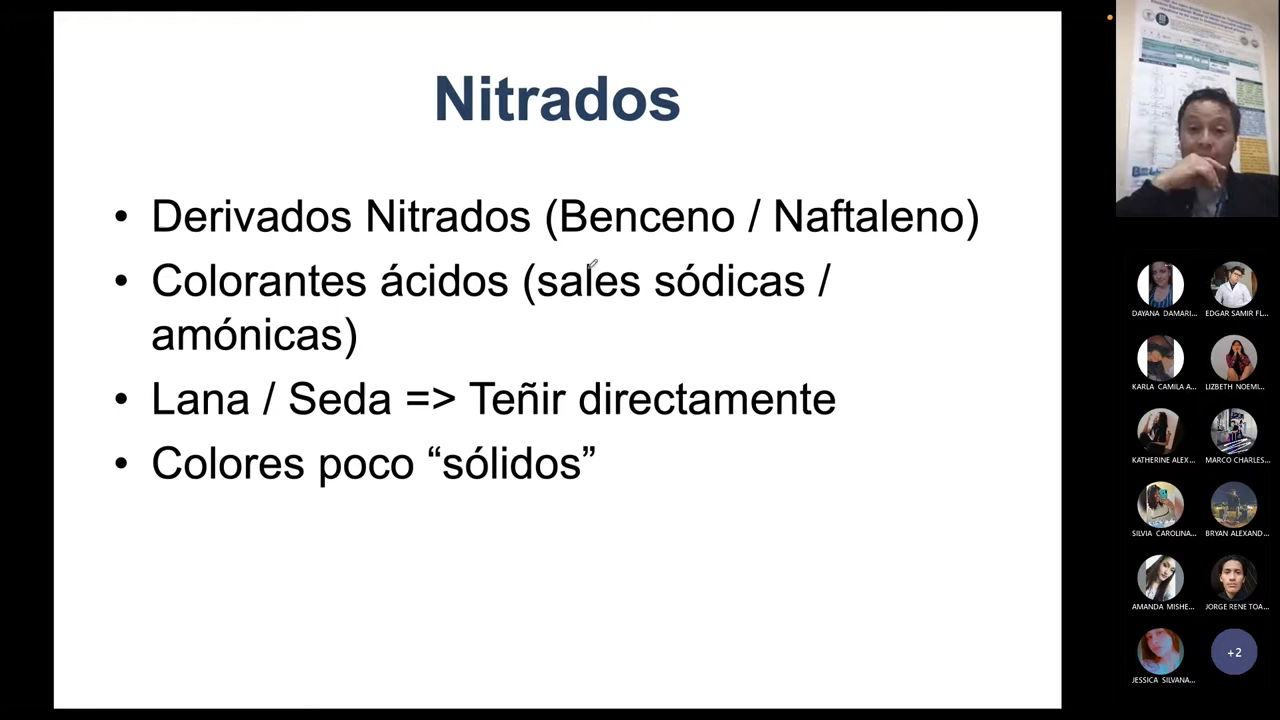 Nitrados
• Derivados Nitrados (Benceno / Naftaleno)
• Colorantes ácidos (sales sódicas /
amónicas)
• Lana / Seda => Teñir directamente
• Colores poco “sólidos”
DAYANA DAMARI...
EDGAR SAMIR FL...
KARLA CAMILA A...
LIZBETH NOEMI...
KATHERINE ALEX...
MARCO CHARLES...
SILVIA CAROLINA...
BRYAN ALEXAND...
AMANDA MISHE...
JORGE RENE TOA...
JESSICA SILVANA...
+2